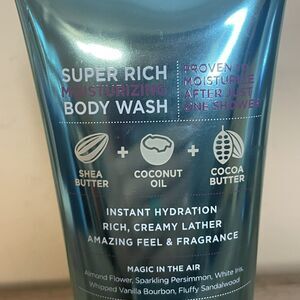 SUPER RICH
MOISTURIZING
BODY WASH
PROVEN TO
MOISTURIZE
AFTER JUST
ONE SHOWER
SHEA
BUTTER
+
COCONUT
OIL
+
COCOA
BUTTER
INSTANT HYDRATION
RICH, CREAMY LATHER
AMAZING FEEL & FRAGRANCE
MAGIC IN THE AIR
Almond Flower, Sparkling Persimmon, White Iris,
Whipped Vanilla Bourbon, Fluffy Sandalwood